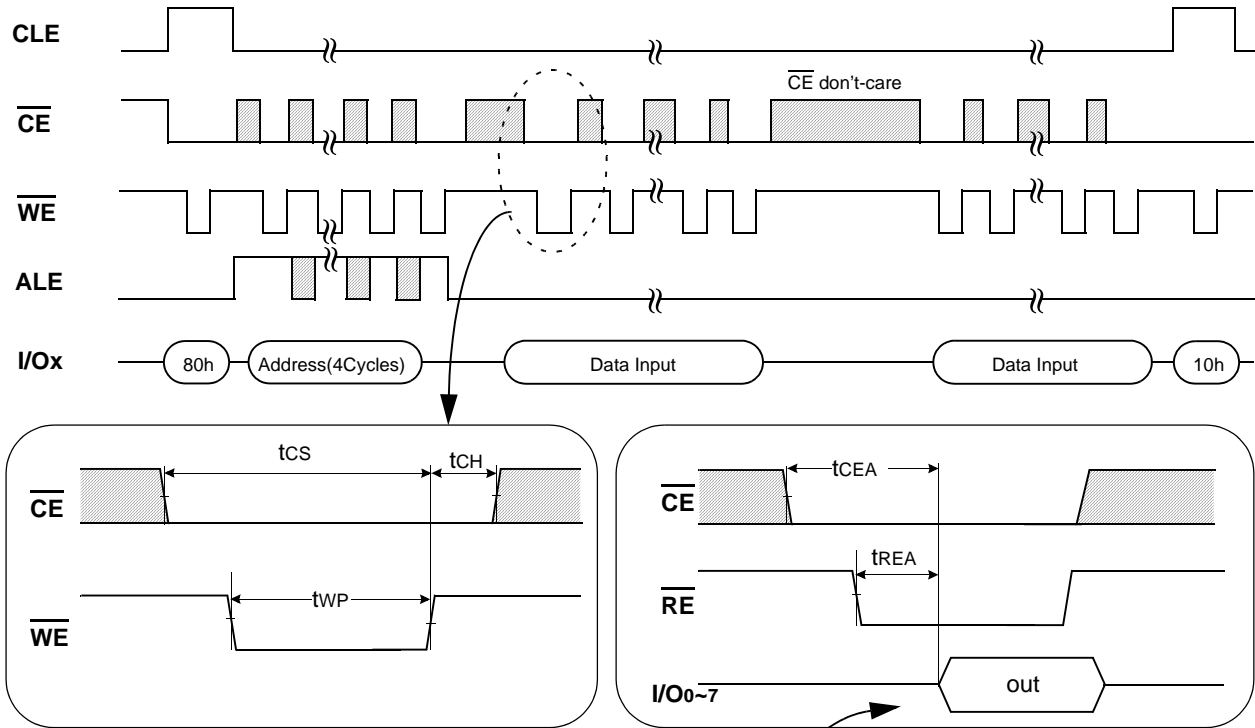 CLE
CE don't-care
CE
WE
ALE
I/Ox 80h Address(4Cycles) Data Input Data Input 10h
tCS tCH
CE
tWP
WE
tCEA
CE
tREA
RE
I/O0~7 out